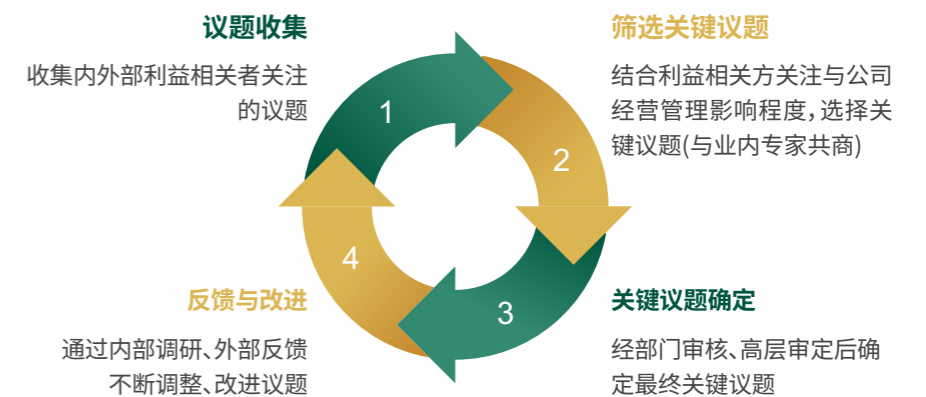 议题收集
收集内外部利益相关者关注
的议题
1
筛选关键议题
结合利益相关方关注与公司
经营管理影响程度，选择关
键议题(与业内专家共商)
2
关键议题确定
经部门审核、高层审定后确
定最终关键议题
3
反馈与改进
通过内部调研、外部反馈
不断调整、改进议题
4